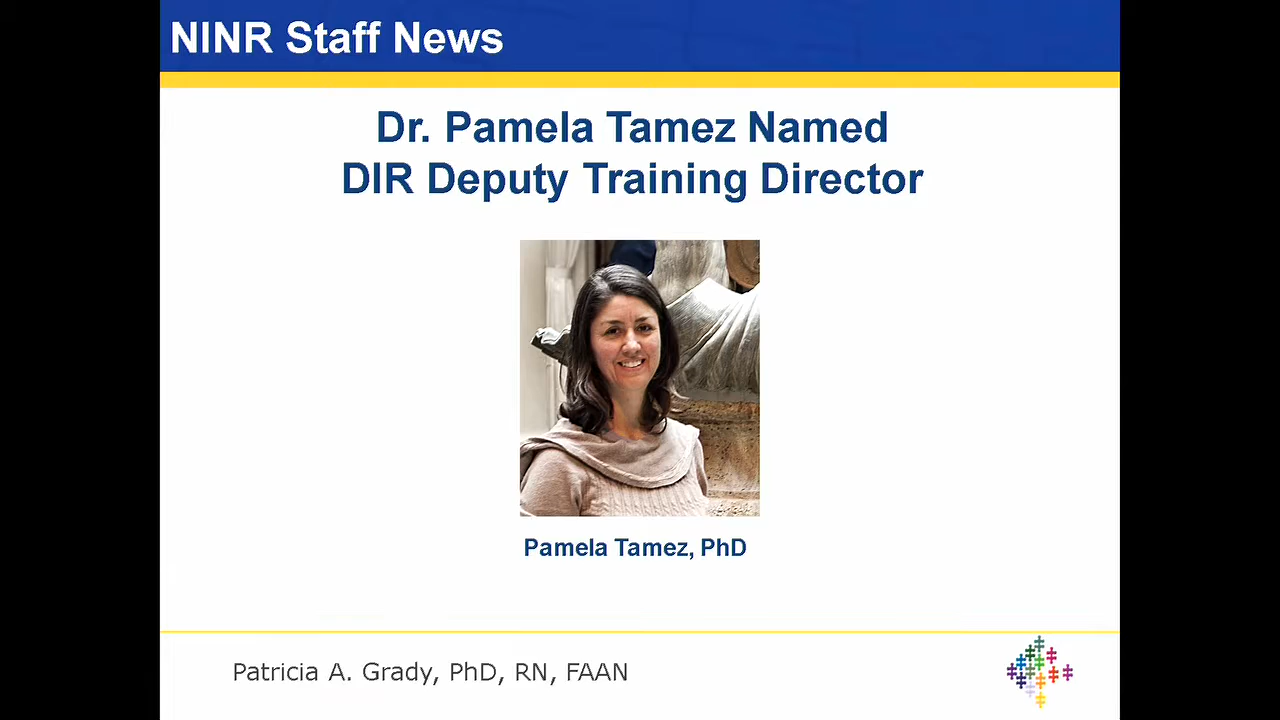 NINR Staff News
Dr. Pamela Tamez Named
DIR Deputy Training Director
Pamela Tamez, PhD
Patricia A. Grady, PhD, RN, FAAN